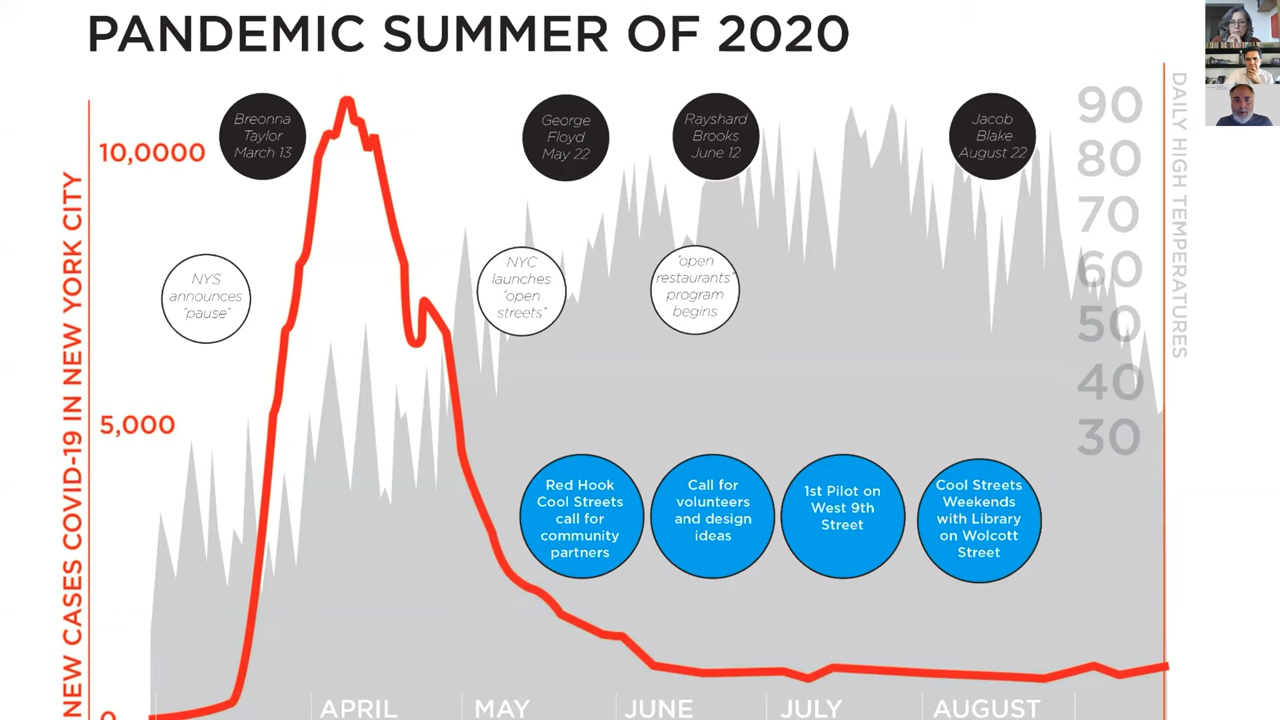 PANDEMIC SUMMER OF 2020
NEW CASES COVID-19 IN NEW YORK CITY
10,0000
5,000
0
Breonna
Taylor
March 13
George
Floyd
May 22
Rayshard
Brooks
June 12
Jacob
Blake
August 22
NYS
announces
"pause"
NYC
launches
"open
streets"
"open
restaurants"
program
begins
Red Hook
Cool Streets
call for
community
partners
Call for
volunteers
and design
ideas
1st Pilot on
West 9th
Street
Cool Streets
Weekends
with Library
on Wolcott
Street
90
80
70
60
50
40
30
DAILY HIGH TEMPERATURES
APRIL
MAY
JUNE
JULY
AUGUST